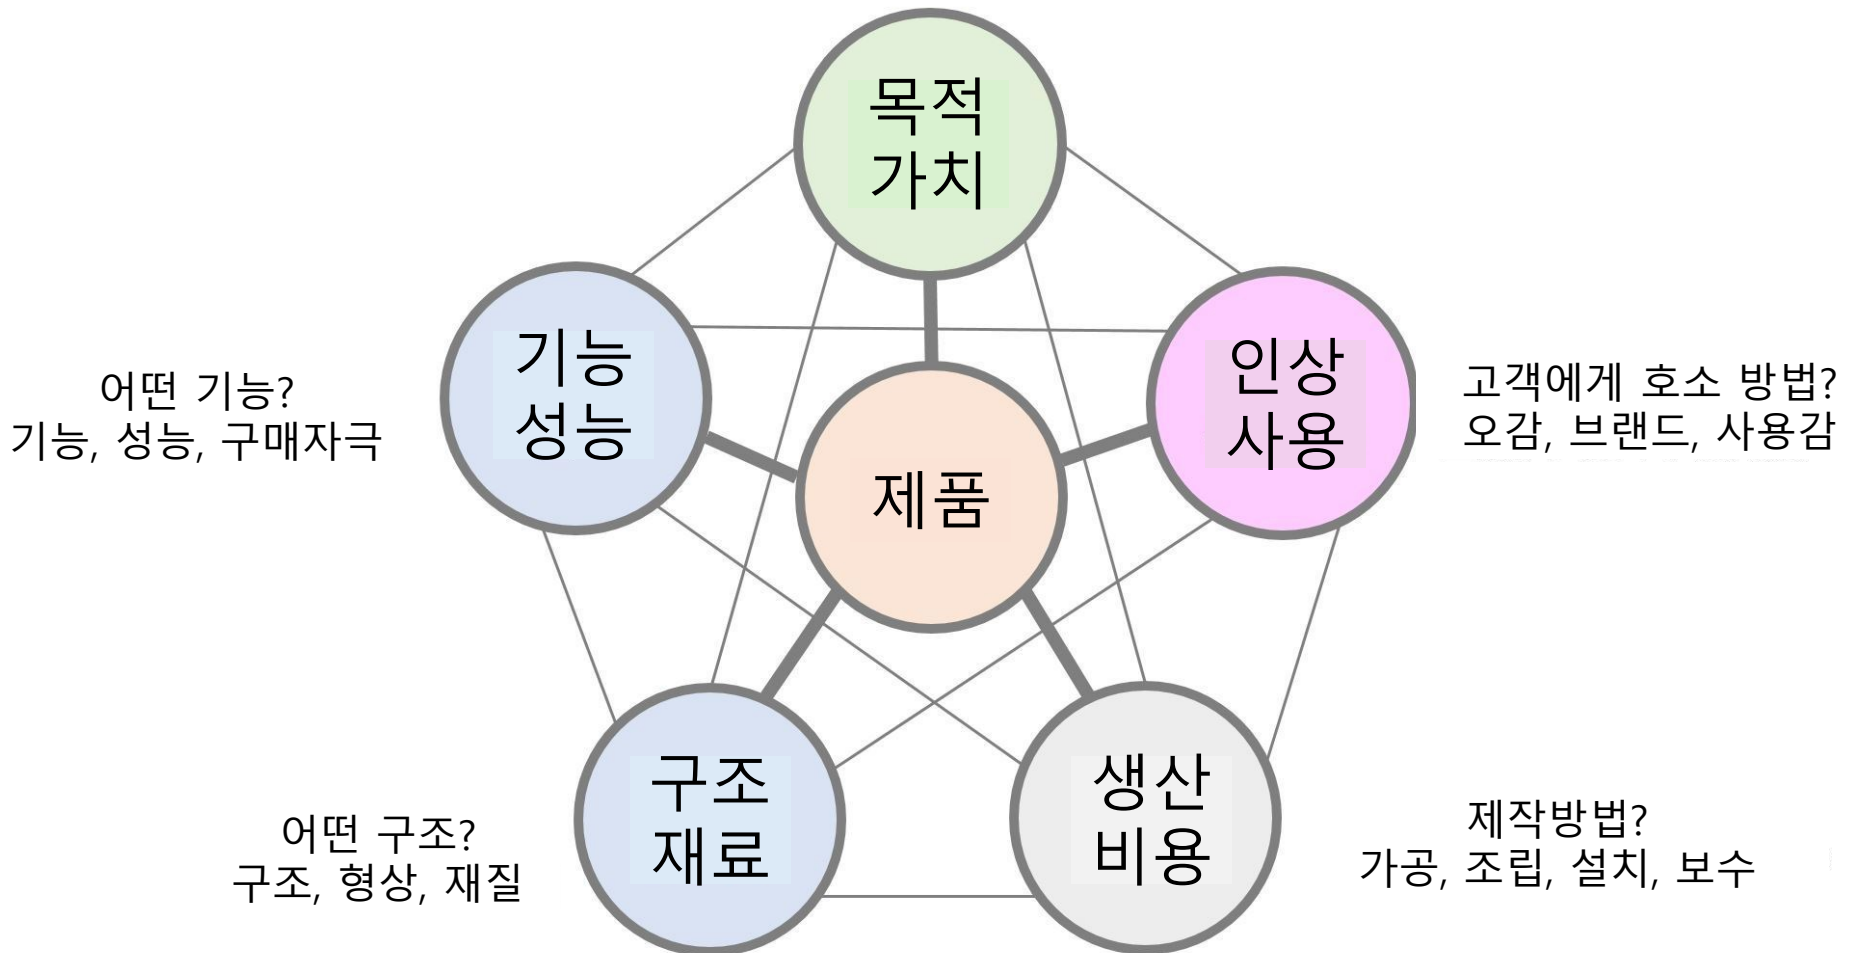 목적
가치
기능
성능
인상
사용
어떤 기능?
기능, 성능, 구매자극
고객에게 호소 방법?
오감, 브랜드, 사용감
제품
구조
재료
생산
비용
어떤 구조?
구조, 형상, 재질
제작방법?
가공, 조립, 설치, 보수